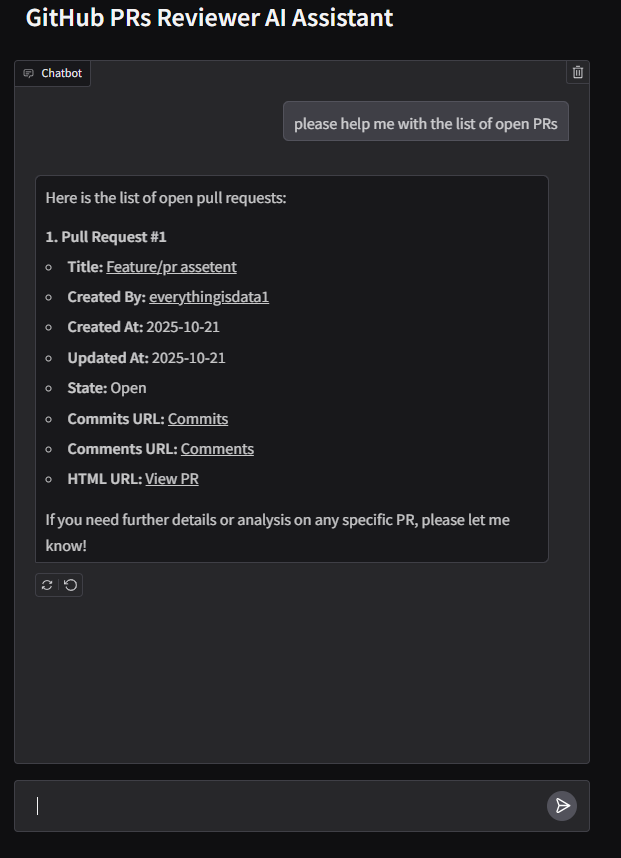 GitHub PRs Reviewer AI Assistant
Chatbot
please help me with the list of open PRs
Here is the list of open pull requests:
1. Pull Request #1
Title: Feature/pr assetent
Created By: everythingisdata1
Created At: 2025-10-21
Updated At: 2025-10-21
State: Open
Commits URL: Commits
Comments URL: Comments
HTML URL: View PR
If you need further details or analysis on any specific PR, please let me
know!